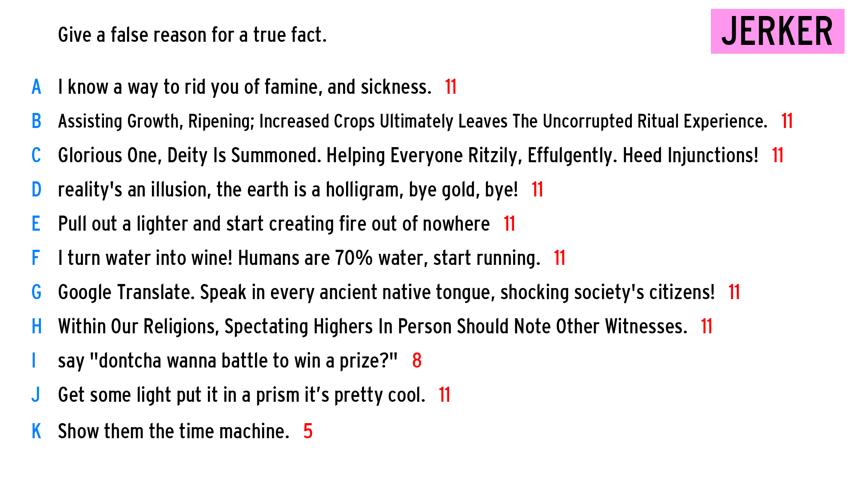 Give a false reason for a true fact.
JERKER
A I know a way to rid you of famine, and sickness. 11
B Assisting Growth, Ripening; Increased Crops Ultimately Leaves The Uncorrupted Ritual Experience. 11
C Glorious One, Deity Is Summoned. Helping Everyone Ritzily, Effulgently. Heed Injunctions! 11
D reality's an illusion, the earth is a holligram, bye gold, bye! 11
E Pull out a lighter and start creating fire out of nowhere 11
F I turn water into wine! Humans are 70% water, start running. 11
G Google Translate. Speak in every ancient native tongue, shocking society's citizens! 11
H Within Our Religions, Spectating Highers In Person Should Note Other Witnesses. 11
I say "dontcha wanna battle to win a prize?" 8
J Get some light put it in a prism it’s pretty cool. 11
K Show them the time machine. 5